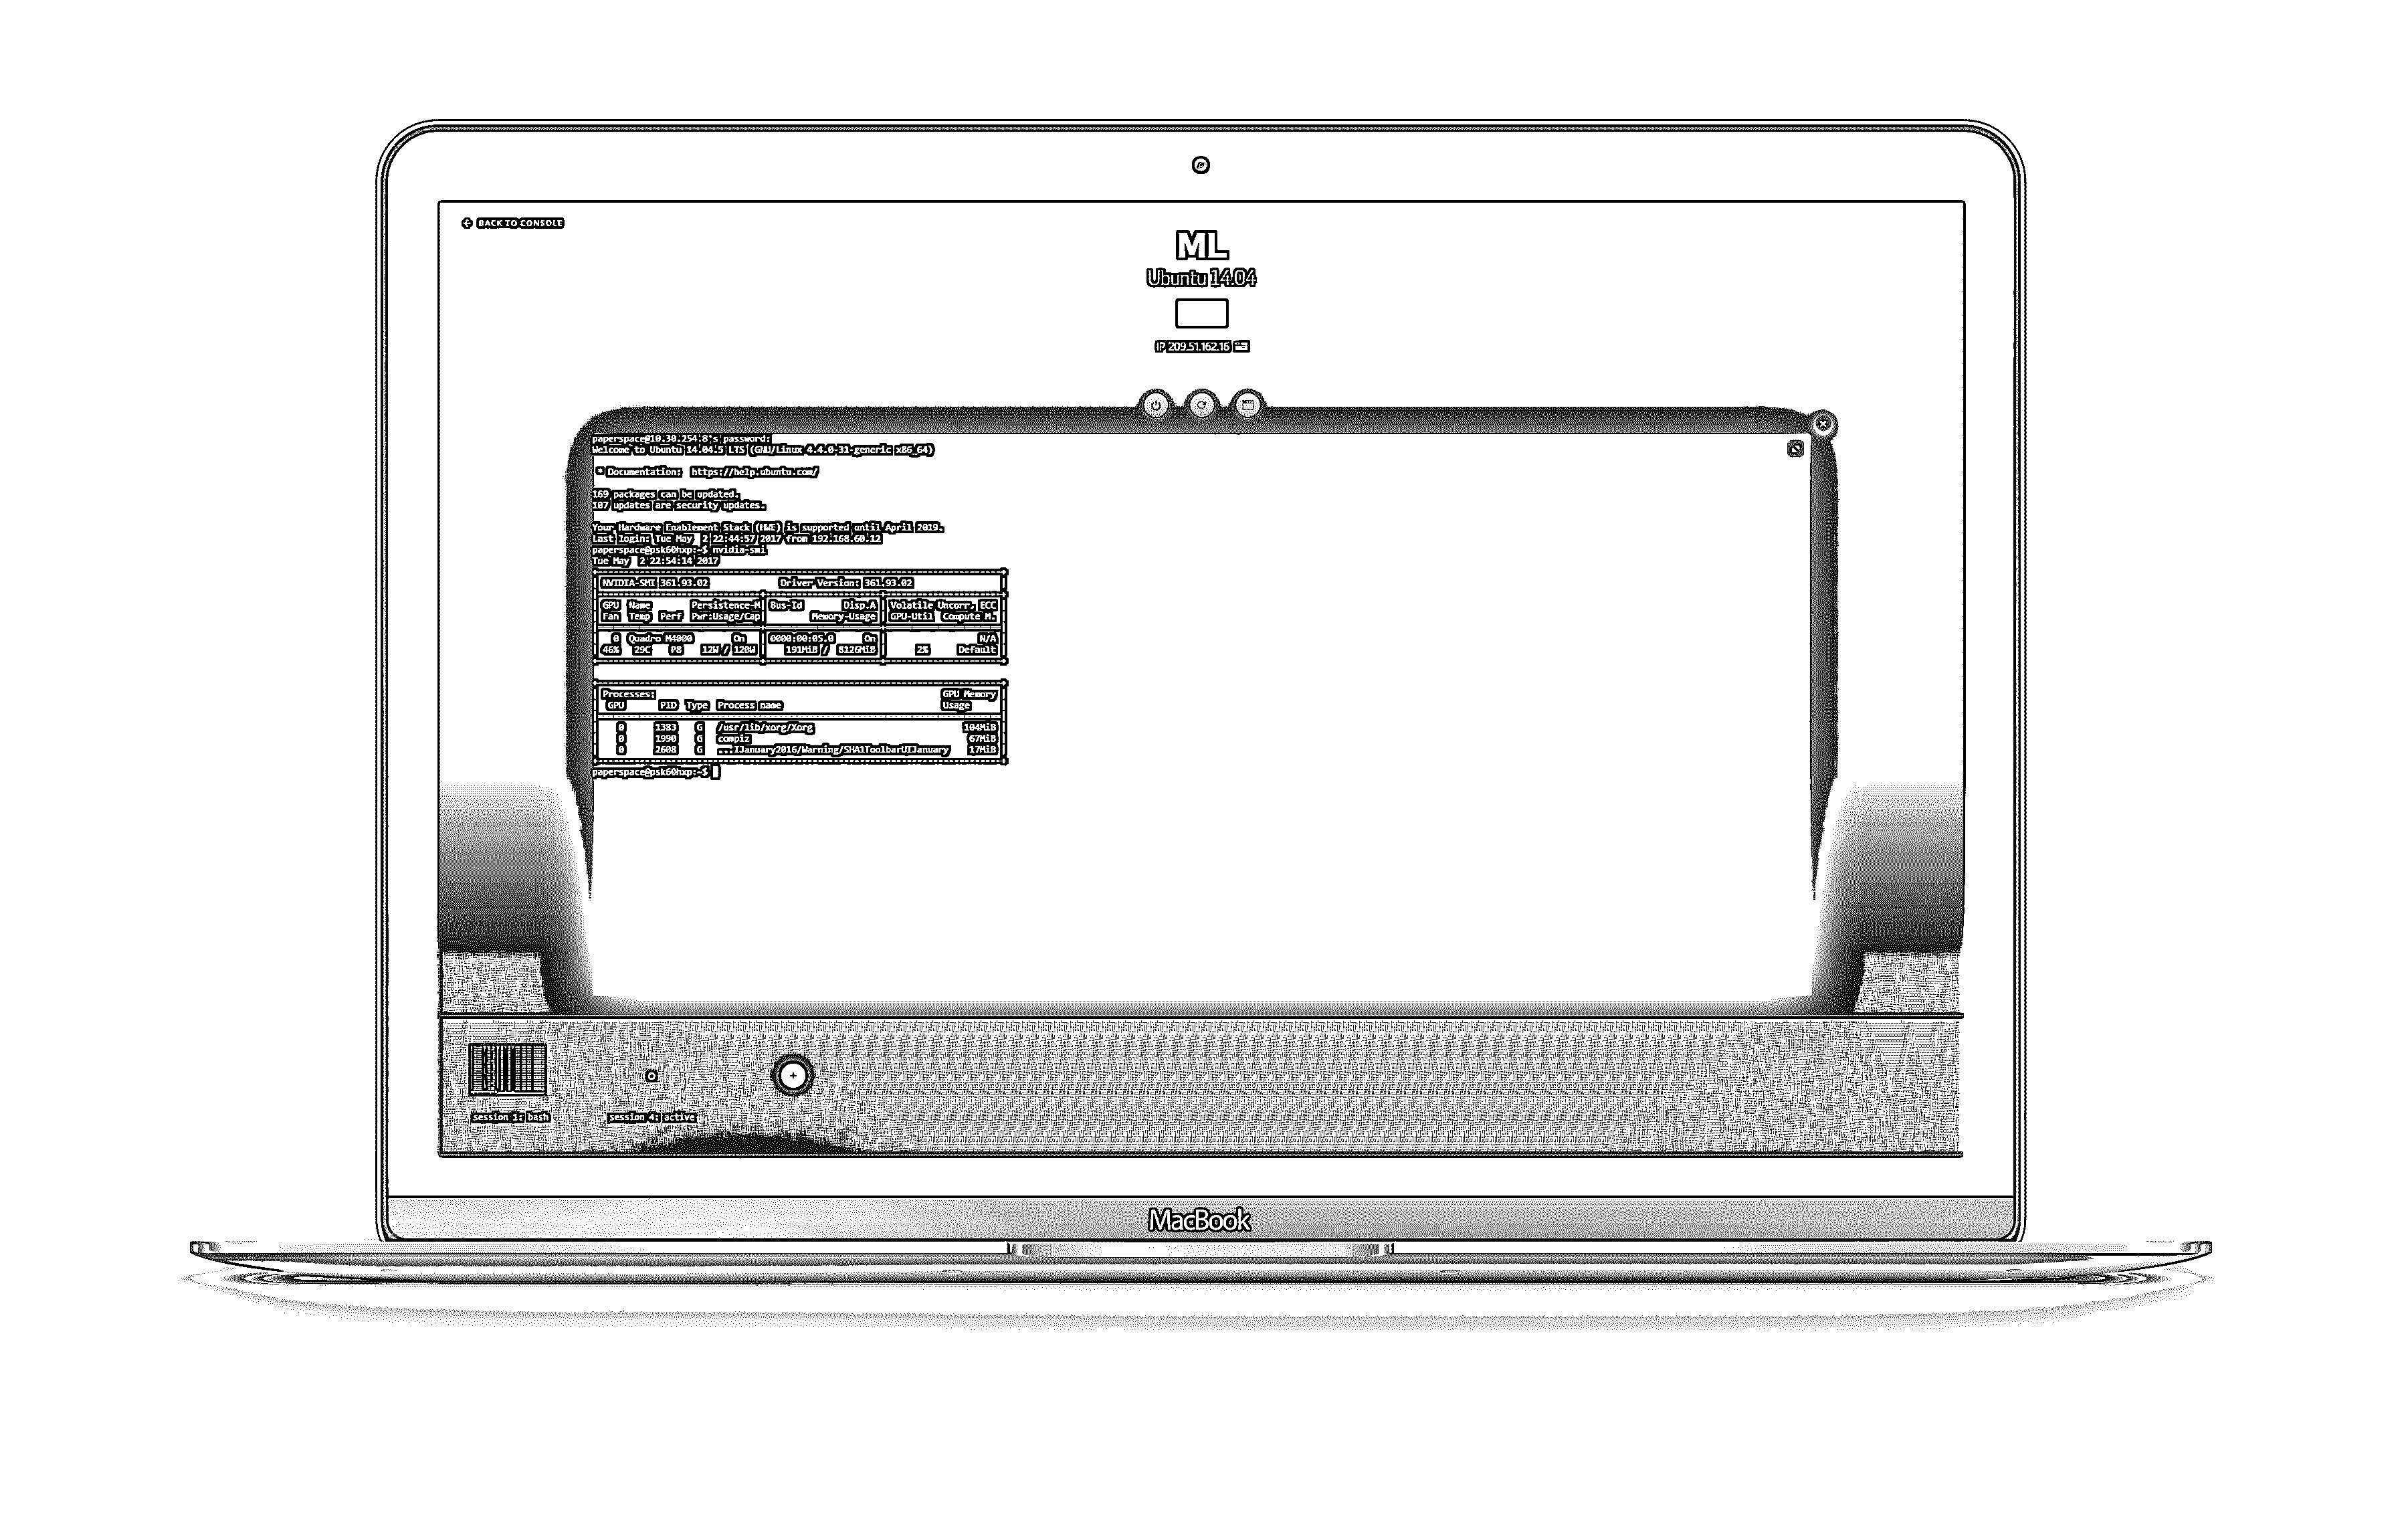 BACK TO CONSOLE
ML
Ubuntu 14.04
IP 209.51.162.16
paperspace@10.30.254.8's password:
Welcome to Ubuntu 14.04.5 LTS (GNU/Linux 4.4.0-31-generic x86_64)
* Documentation: https://help.ubuntu.com/
169 packages can be updated.
107 updates are security updates.
Your Hardware Enablement Stack (HWE) is supported until April 2019.
Last login: Tue May 2 22:44:57 2017 from 192.168.60.12
paperspace@psk60hxp:~$ nvidia-smi
Tue May 2 22:54:14 2017
NVIDIA-SMI 361.93.02 Driver Version: 361.93.02
GPU Name Persistence-M Bus-Id Disp.A Volatile Uncorr. ECC
Fan Temp Perf Pwr:Usage/Cap Memory-Usage GPU-Util Compute M.
0 Quadro M4000 On 0000:00:05.0 On N/A
46% 29C P8 12W / 120W 191MiB / 8126MiB 2% Default
Processes: GPU Memory
GPU PID Type Process name Usage
0 1383 G /usr/lib/xorg/Xorg 104MiB
0 1990 G compiz 67MiB
0 2608 G ...IJanuary2016/Warning/SHA1ToolbarUIJanuary 17MiB
paperspace@psk60hxp:~$
session 1: bash
session 4: active
MacBook